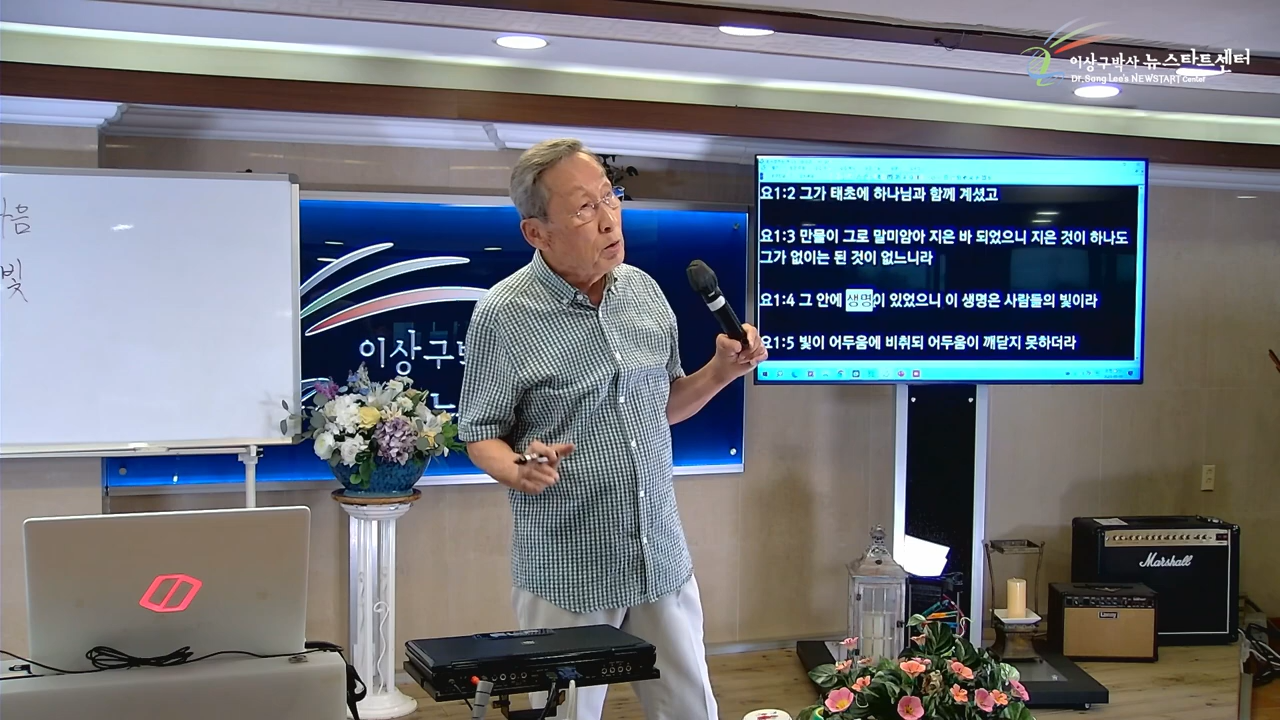 이상구박사 뉴스타트센터
Dr. Sang Lee's NEWSTART Center
요1:2 그가 태초에 하나님과 함께 계셨고
요1:3 만물이 그로 말미암아 지은 바 되었으니 지은 것이 하나도
그가 없이는 된 것이 없느니라
요1:4 그 안에 생명이 있었으니 이 생명은 사람들의 빛이라
요1:5 빛이 어두움에 비취되 어두움이 깨닫지 못하더라
빛
이상구
Marshall
Laney